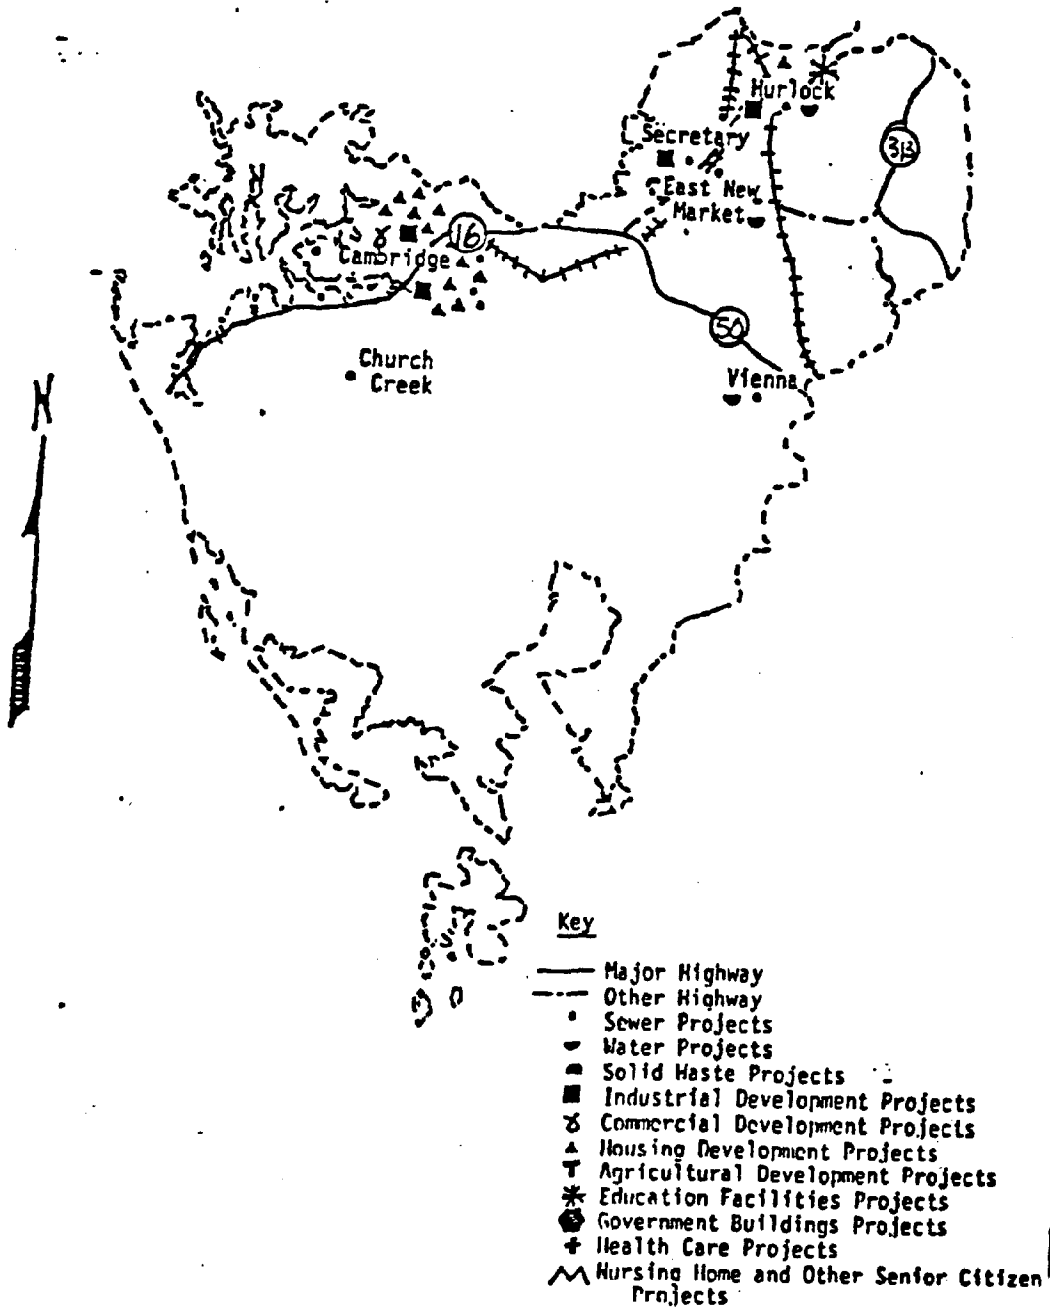 Hurlock
Secretary
East New
Market
16
Cambridge
50
Church
Creek
Vienna
N
Key
Major Highway
Other Highway
Sewer Projects
Water Projects
Solid Waste Projects
Industrial Development Projects
Commercial Development Projects
Housing Development Projects
Agricultural Development Projects
Education Facilities Projects
Government Buildings Projects
Health Care Projects
Nursing Home and Other Senior Citizen
Projects